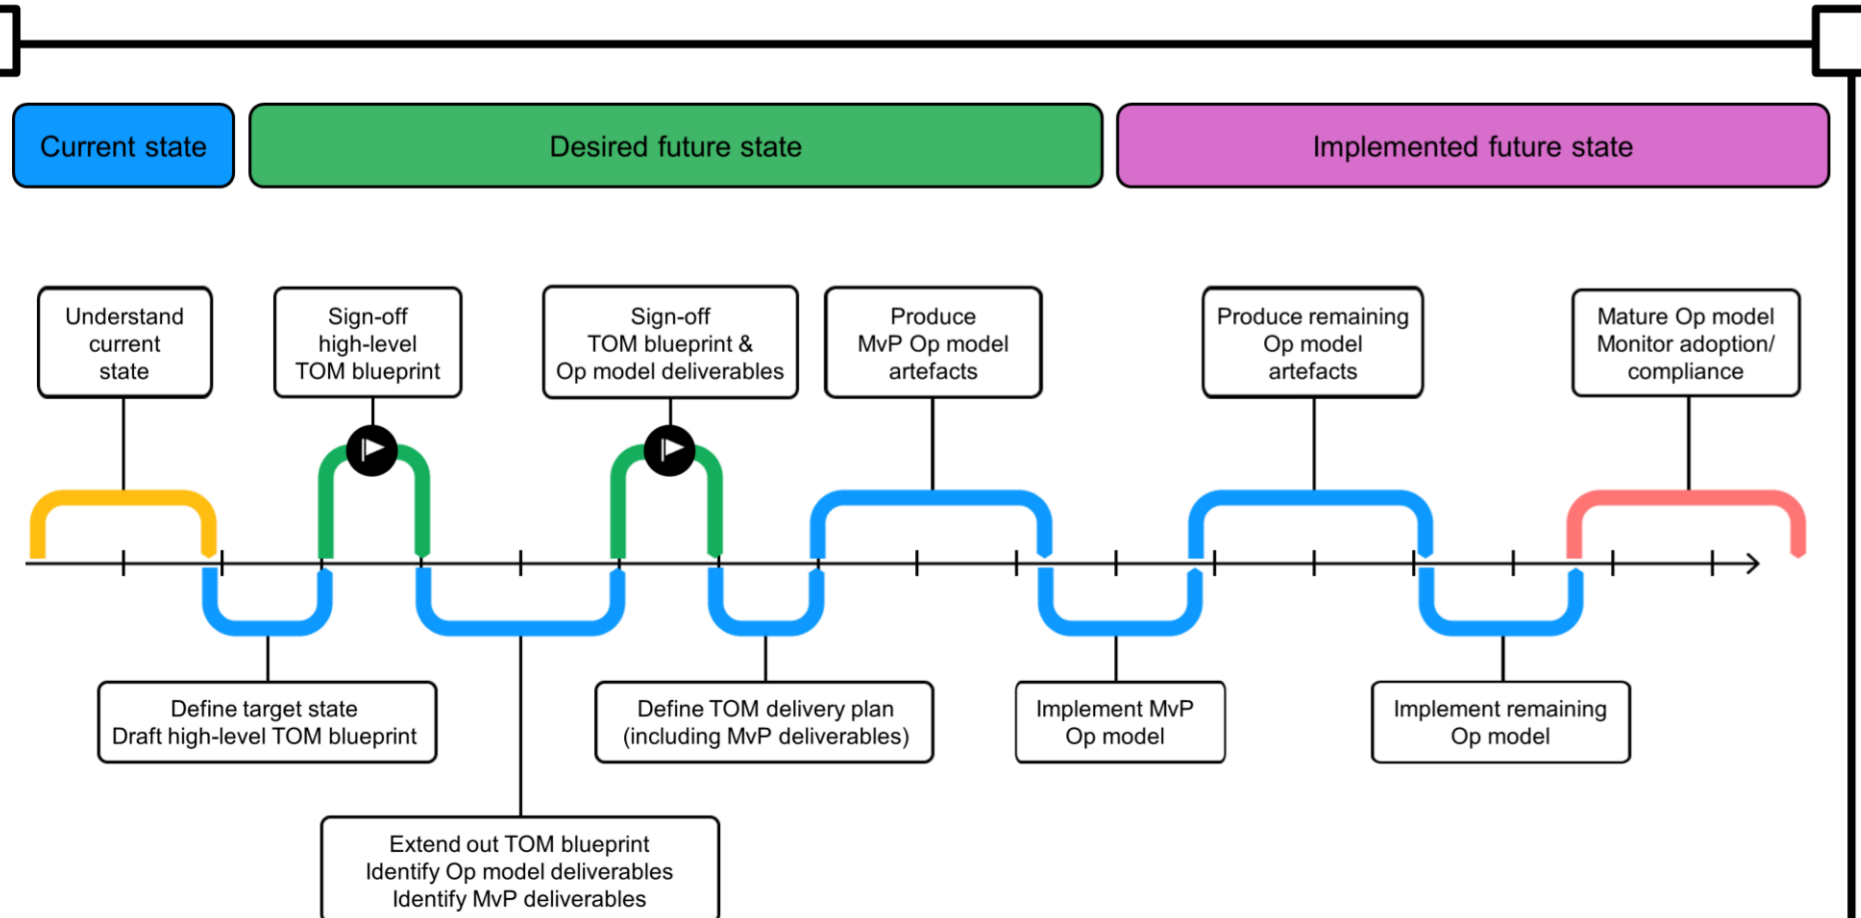 Current state
Desired future state
Implemented future state
Understand
current
state
Sign-off
high-level
TOM blueprint
Sign-off
TOM blueprint &
Op model deliverables
Produce
MvP Op model
artefacts
Produce remaining
Op model
artefacts
Mature Op model
Monitor adoption/
compliance
Define target state
Draft high-level TOM blueprint
Define TOM delivery plan
(including MvP deliverables)
Implement MvP
Op model
Implement remaining
Op model
Extend out TOM blueprint
Identify Op model deliverables
Identify MvP deliverables